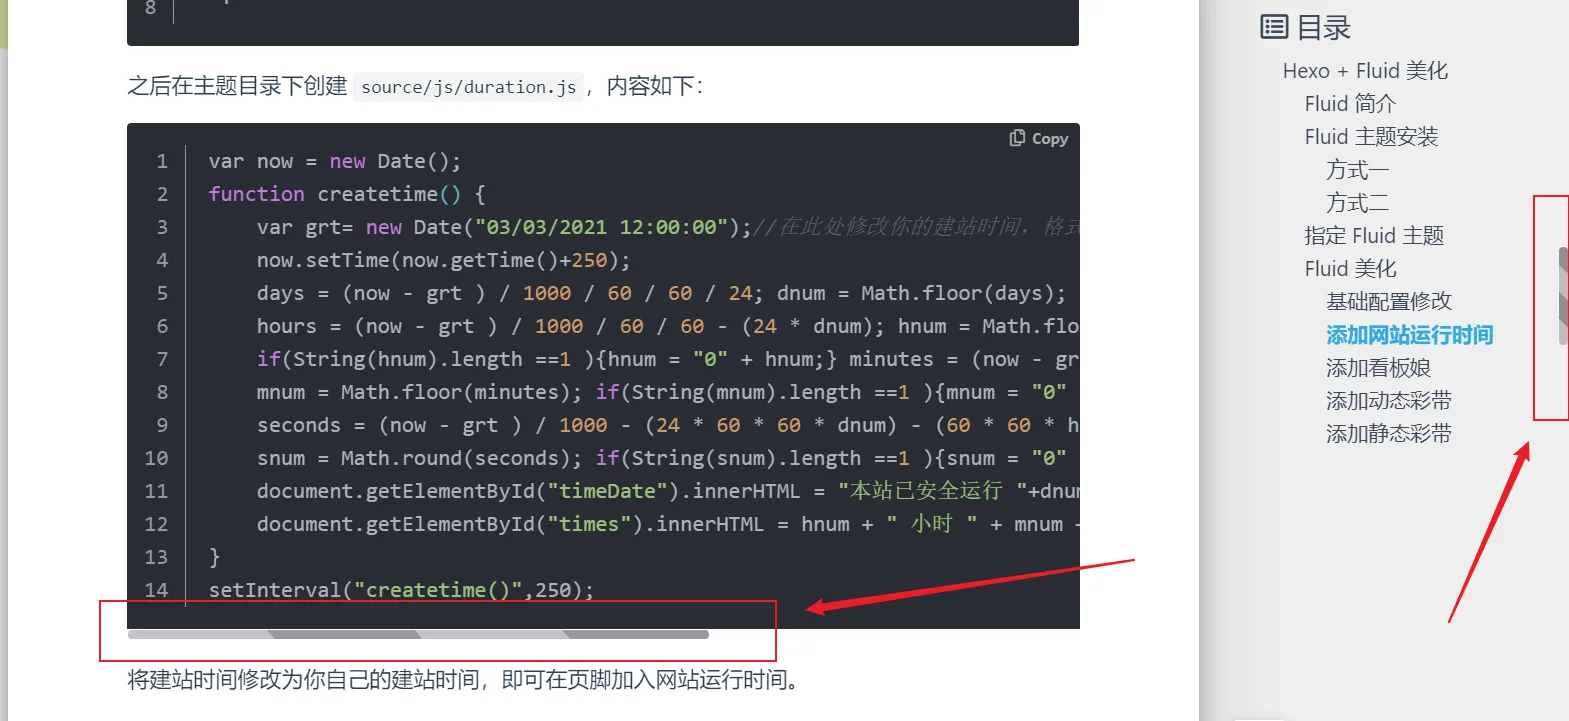 8
之后在主题目录下创建 source/js/duration.js ，内容如下：
Copy
1 var now = new Date();
2 function createtime() {
3 var grt= new Date("03/03/2021 12:00:00");//在此处修改你的建站时间，格式
4 now.setTime(now.getTime()+250);
5 days = (now - grt ) / 1000 / 60 / 60 / 24; dnum = Math.floor(days);
6 hours = (now - grt ) / 1000 / 60 / 60 - (24 * dnum); hnum = Math.flo
7 if(String(hnum).length ==1 ){hnum = "0" + hnum;} minutes = (now - gr
8 mnum = Math.floor(minutes); if(String(mnum).length ==1 ){mnum = "0"
9 seconds = (now - grt ) / 1000 - (24 * 60 * 60 * dnum) - (60 * 60 * h
10 snum = Math.round(seconds); if(String(snum).length ==1 ){snum = "0"
11 document.getElementById("timeDate").innerHTML = "本站已安全运行 "+dnum
12 document.getElementById("times").innerHTML = hnum + " 小时 " + mnum
13 }
14 setInterval("createtime()",250);
将建站时间修改为你自己的建站时间，即可在页脚加入网站运行时间。
目录
Hexo + Fluid 美化
Fluid 简介
Fluid 主题安装
方式一
方式二
指定 Fluid 主题
Fluid 美化
基础配置修改
添加网站运行时间
添加看板娘
添加动态彩带
添加静态彩带